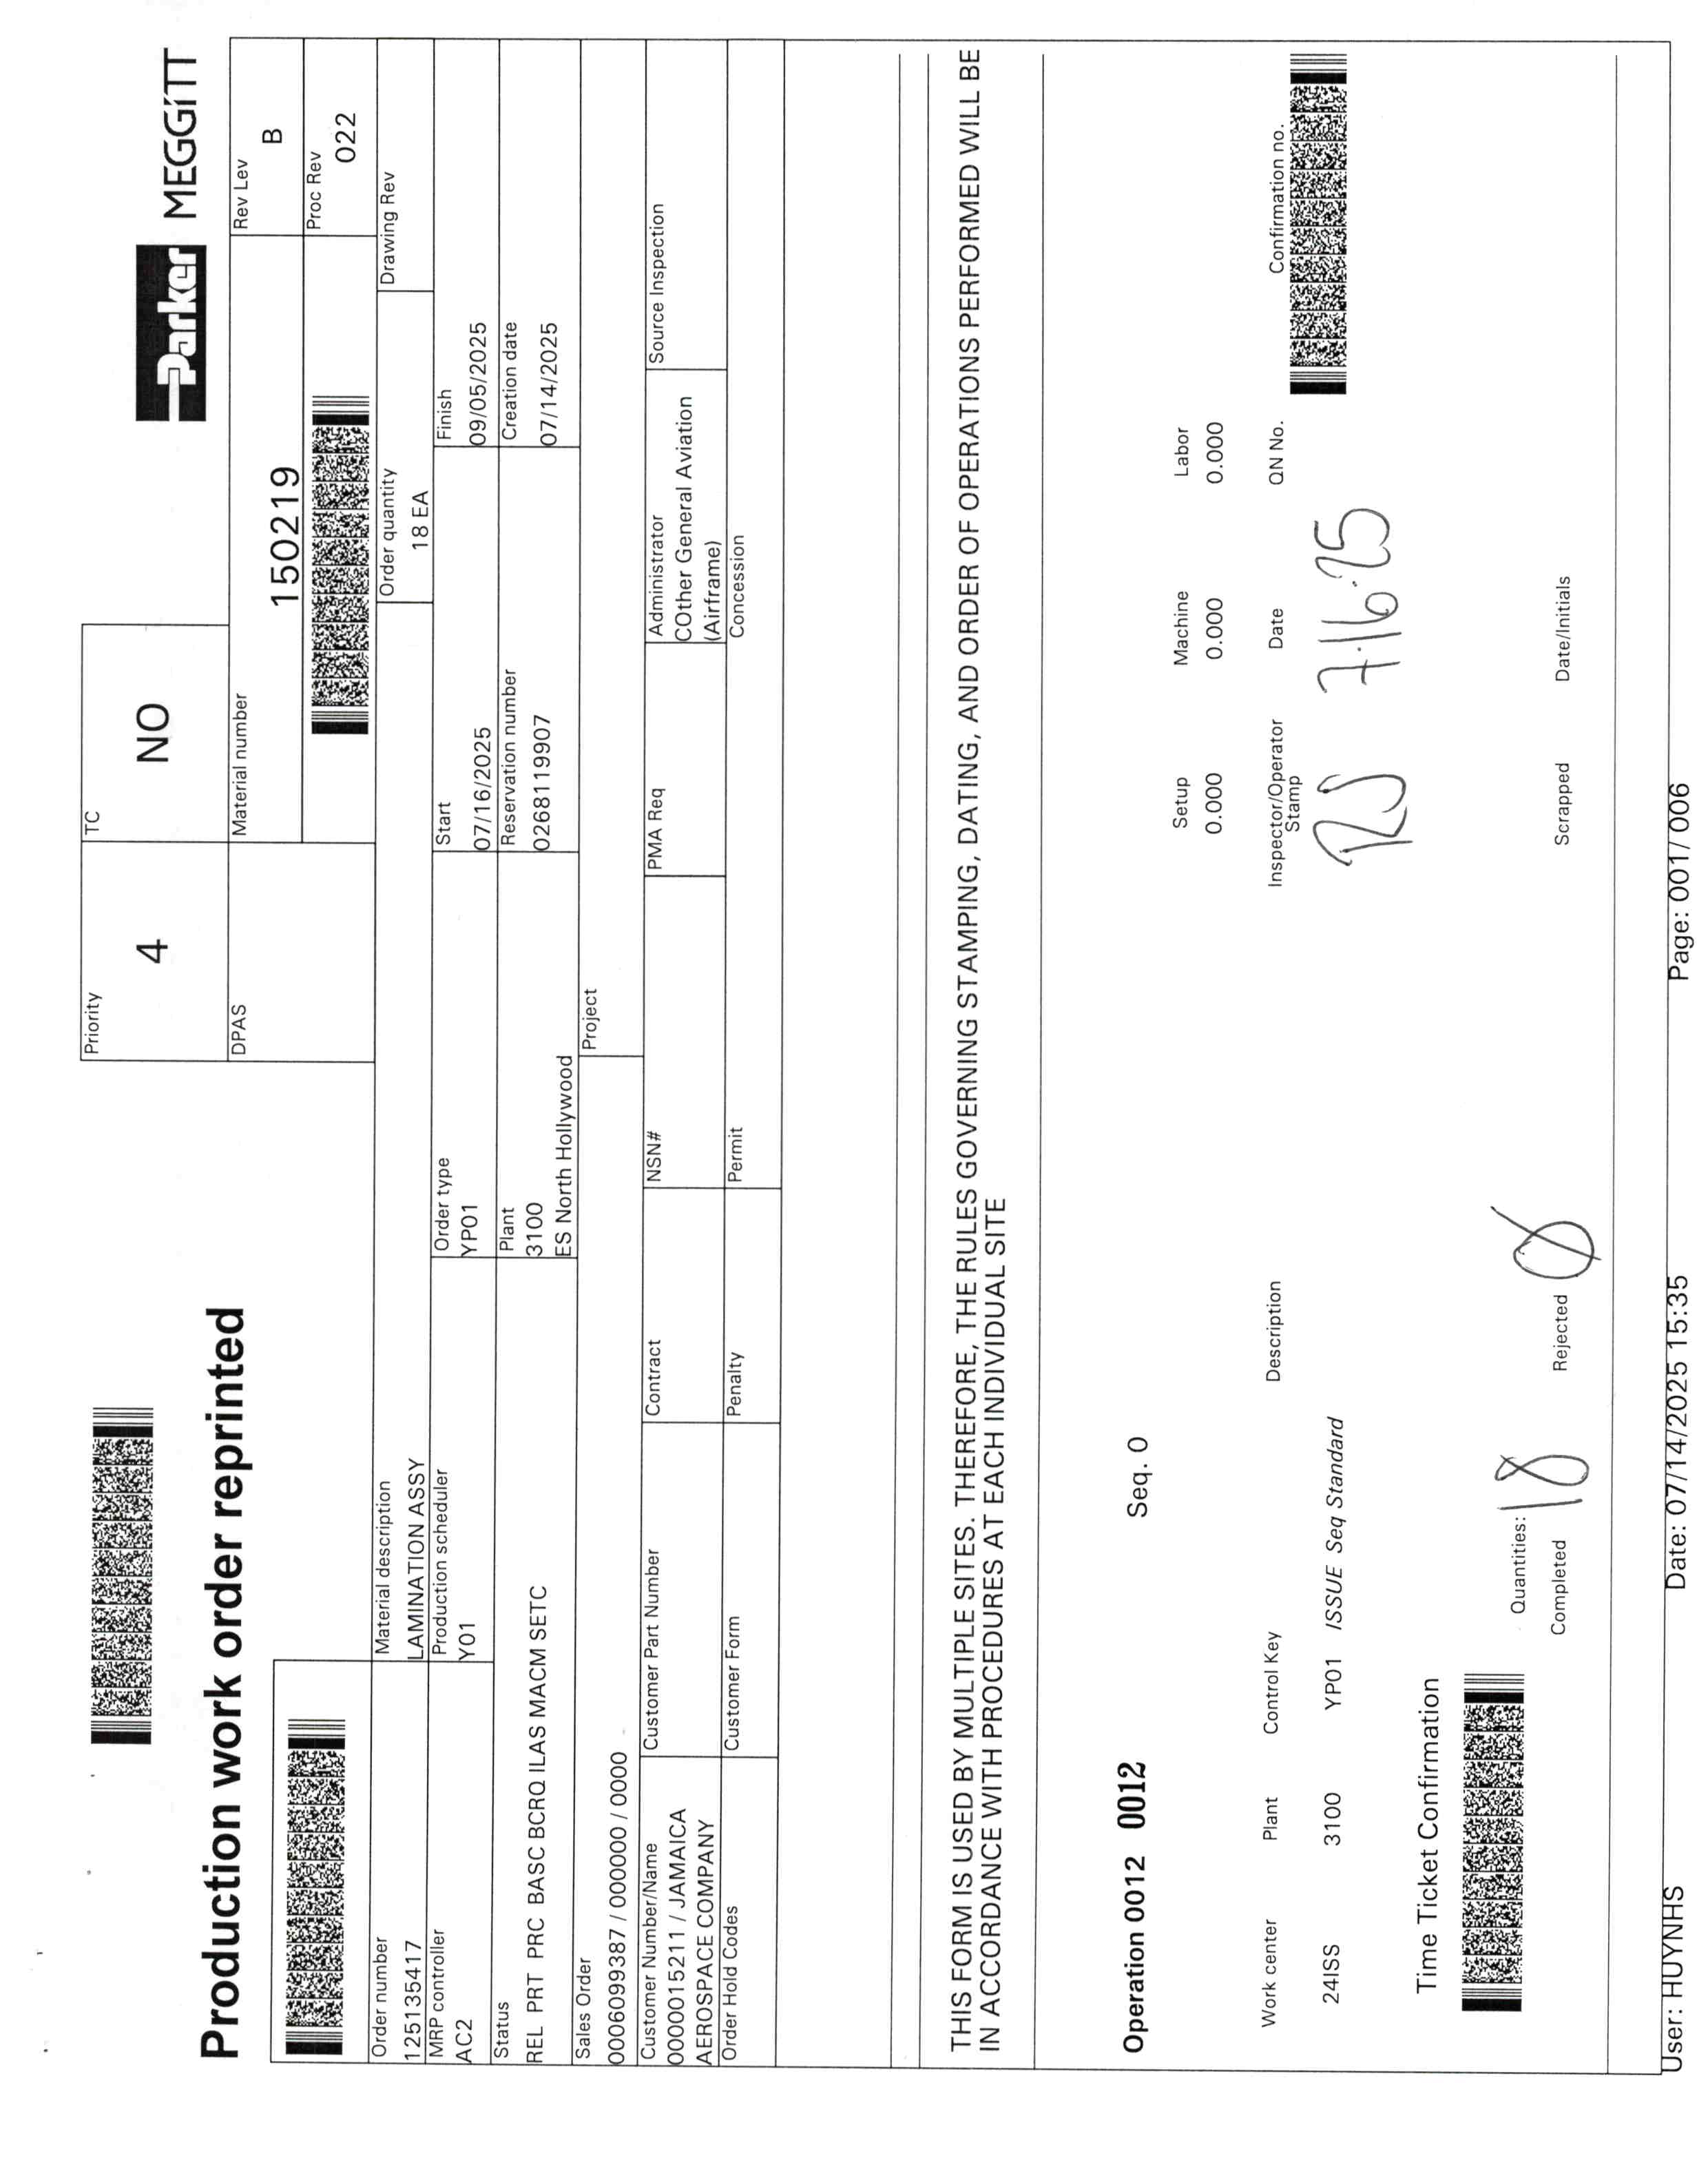 Priority
4
TC
NO
Parker MEGGiTT
Production work order reprinted
DPAS
Material number
150219
Rev Lev
B
Proc Rev
022
Order number
125135417
Material description
LAMINATION ASSY
Order quantity
18 EA
Drawing Rev
MRP controller
AC2
Production scheduler
Y01
Order type
YP01
Start
07/16/2025
Finish
09/05/2025
Status
REL PRT PRC BASC BCRQ ILAS MACM SETC
Plant
3100
ES North Hollywood
Reservation number
0268119907
Creation date
07/14/2025
Sales Order
0006099387 / 000000 / 0000
Project
Customer Number/Name
0000015211 / JAMAICA
AEROSPACE COMPANY
Customer Part Number
Contract
NSN#
PMA Req
Administrator
COther General Aviation
(Airframe)
Source Inspection
Order Hold Codes
Customer Form
Penalty
Permit
Concession
THIS FORM IS USED BY MULTIPLE SITES. THEREFORE, THE RULES GOVERNING STAMPING, DATING, AND ORDER OF OPERATIONS PERFORMED WILL BE
IN ACCORDANCE WITH PROCEDURES AT EACH INDIVIDUAL SITE
Operation 0012 0012 Seq. 0
Setup Machine Labor
0.000 0.000 0.000
Work center Plant Control Key Description Inspector/Operator Stamp Date QN No. Confirmation no.
24ISS 3100 YP01 ISSUE Seq Standard
7.16.25
Time Ticket Confirmation
Quantities:
Completed 18 Rejected Ø Scrapped Date/Initials
User: HUYNHS Date: 07/14/2025 15:35 Page: 001/ 006